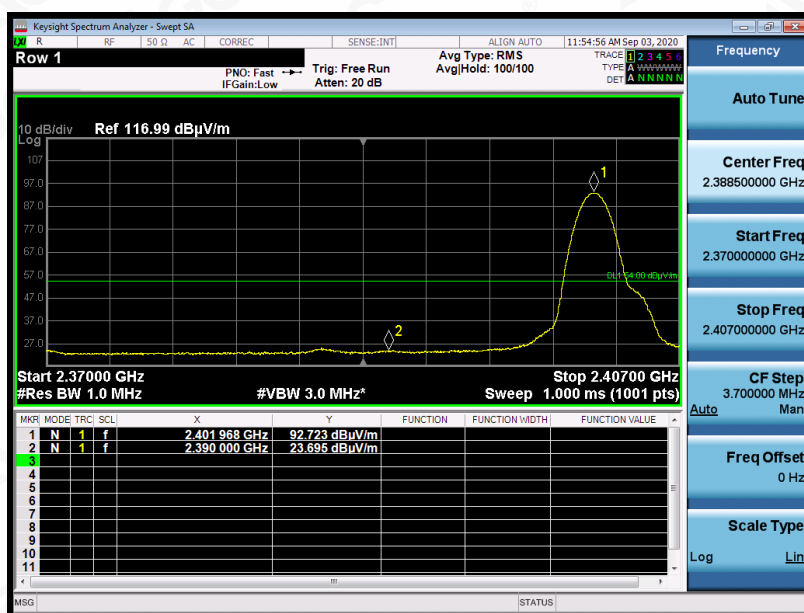 Keysight Spectrum Analyzer - Swept SA
LXI R RF 50 Ω AC CORREC SENSE:INT ALIGN AUTO 11:54:56 AM Sep 03, 2020
Row 1
PNO: Fast
IFGain:Low
Trig: Free Run
Atten: 20 dB
Avg Type: RMS
Avg|Hold: 100/100
TRACE 1 2 3 4 5 6
TYPE A WWWWW
DET A N N N N N
10 dB/div Ref 116.99 dBµV/m
Log
107
97.0
87.0
77.0
67.0
57.0
47.0
37.0
27.0
1
2
DL1 54.00 dBµV/m
Start 2.37000 GHz Stop 2.40700 GHz
#Res BW 1.0 MHz #VBW 3.0 MHz* Sweep 1.000 ms (1001 pts)
MKR MODE TRC SCL X Y FUNCTION FUNCTION WIDTH FUNCTION VALUE
1 N 1 f 2.401 968 GHz 92.723 dBµV/m
2 N 1 f 2.390 000 GHz 23.695 dBµV/m
3
4
5
6
7
8
9
10
11
MSG STATUS
Frequency
Auto Tune
Center Freq
2.388500000 GHz
Start Freq
2.370000000 GHz
Stop Freq
2.407000000 GHz
CF Step
3.700000 MHz
Auto Man
Freq Offset
0 Hz
Scale Type
Log Lin